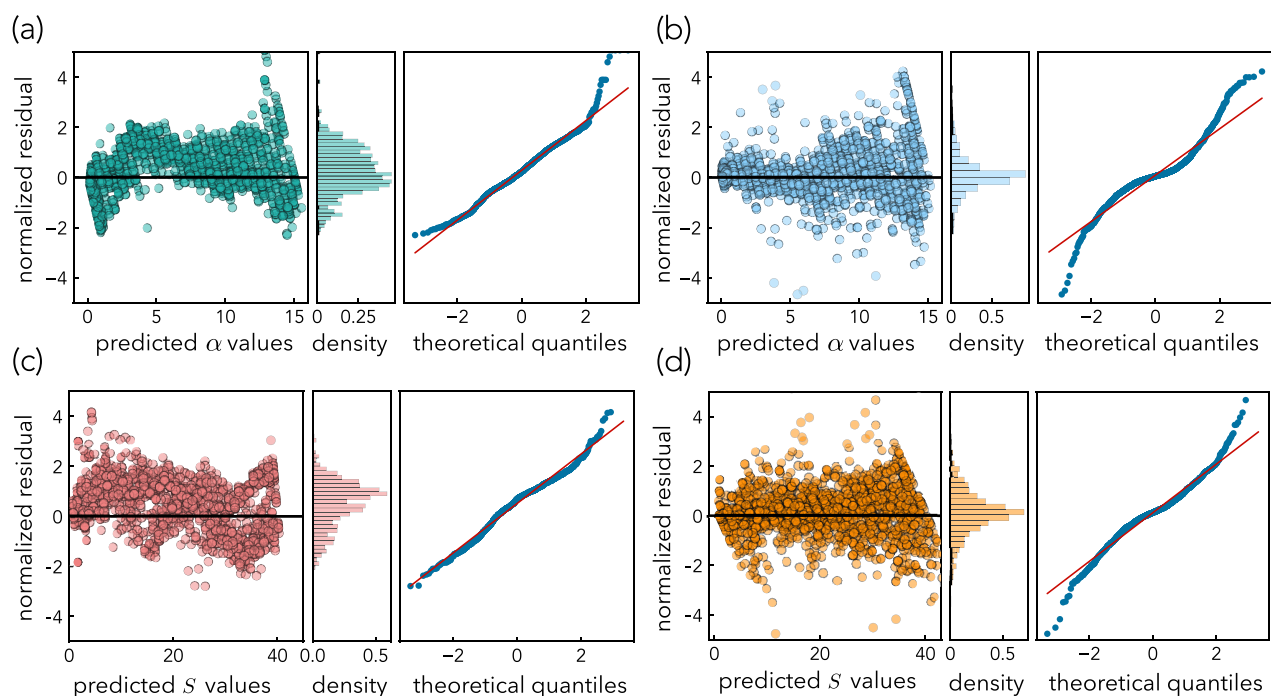 (a)
normalized residual
4
2
0
-2
-4
0 5 10 15
0 0.25
−2 0 2
predicted α values
density
theoretical quantiles
(b)
normalized residual
4
2
0
-2
-4
0 5 10 15
0 0.5
−2 0 2
predicted α values
density
theoretical quantiles
(c)
normalized residual
4
2
0
-2
-4
0 20 40
0.0 0.5
−2 0 2
predicted S values
density
theoretical quantiles
(d)
normalized residual
4
2
0
-2
-4
0 20 40
0 0.5
−2 0 2
predicted S values
density
theoretical quantiles